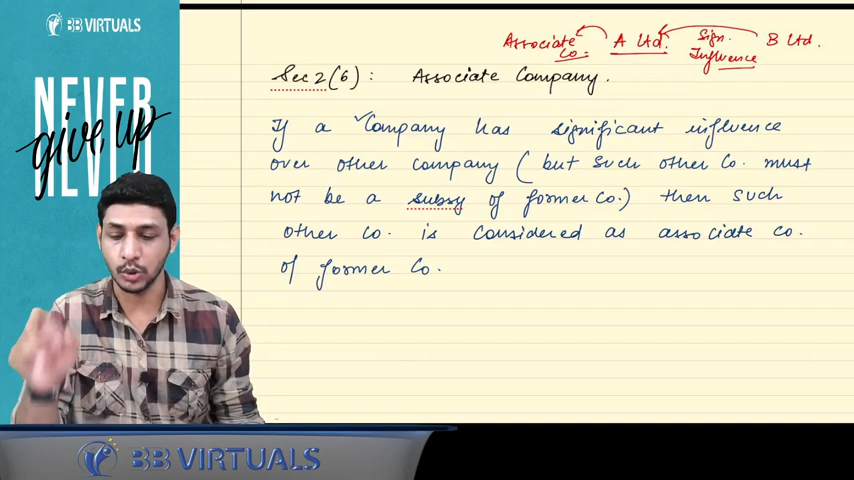 BB VIRTUALS
NEVER
give up
NEVER
Associate Co. A Ltd. Sign. Influence B Ltd.
Sec 2(6): Associate Company.
If a Company has significant influence
over other company (but such other Co. must
not be a subsy of former Co.) then such
other Co. is considered as associate Co.
of former Co.
BB VIRTUALS